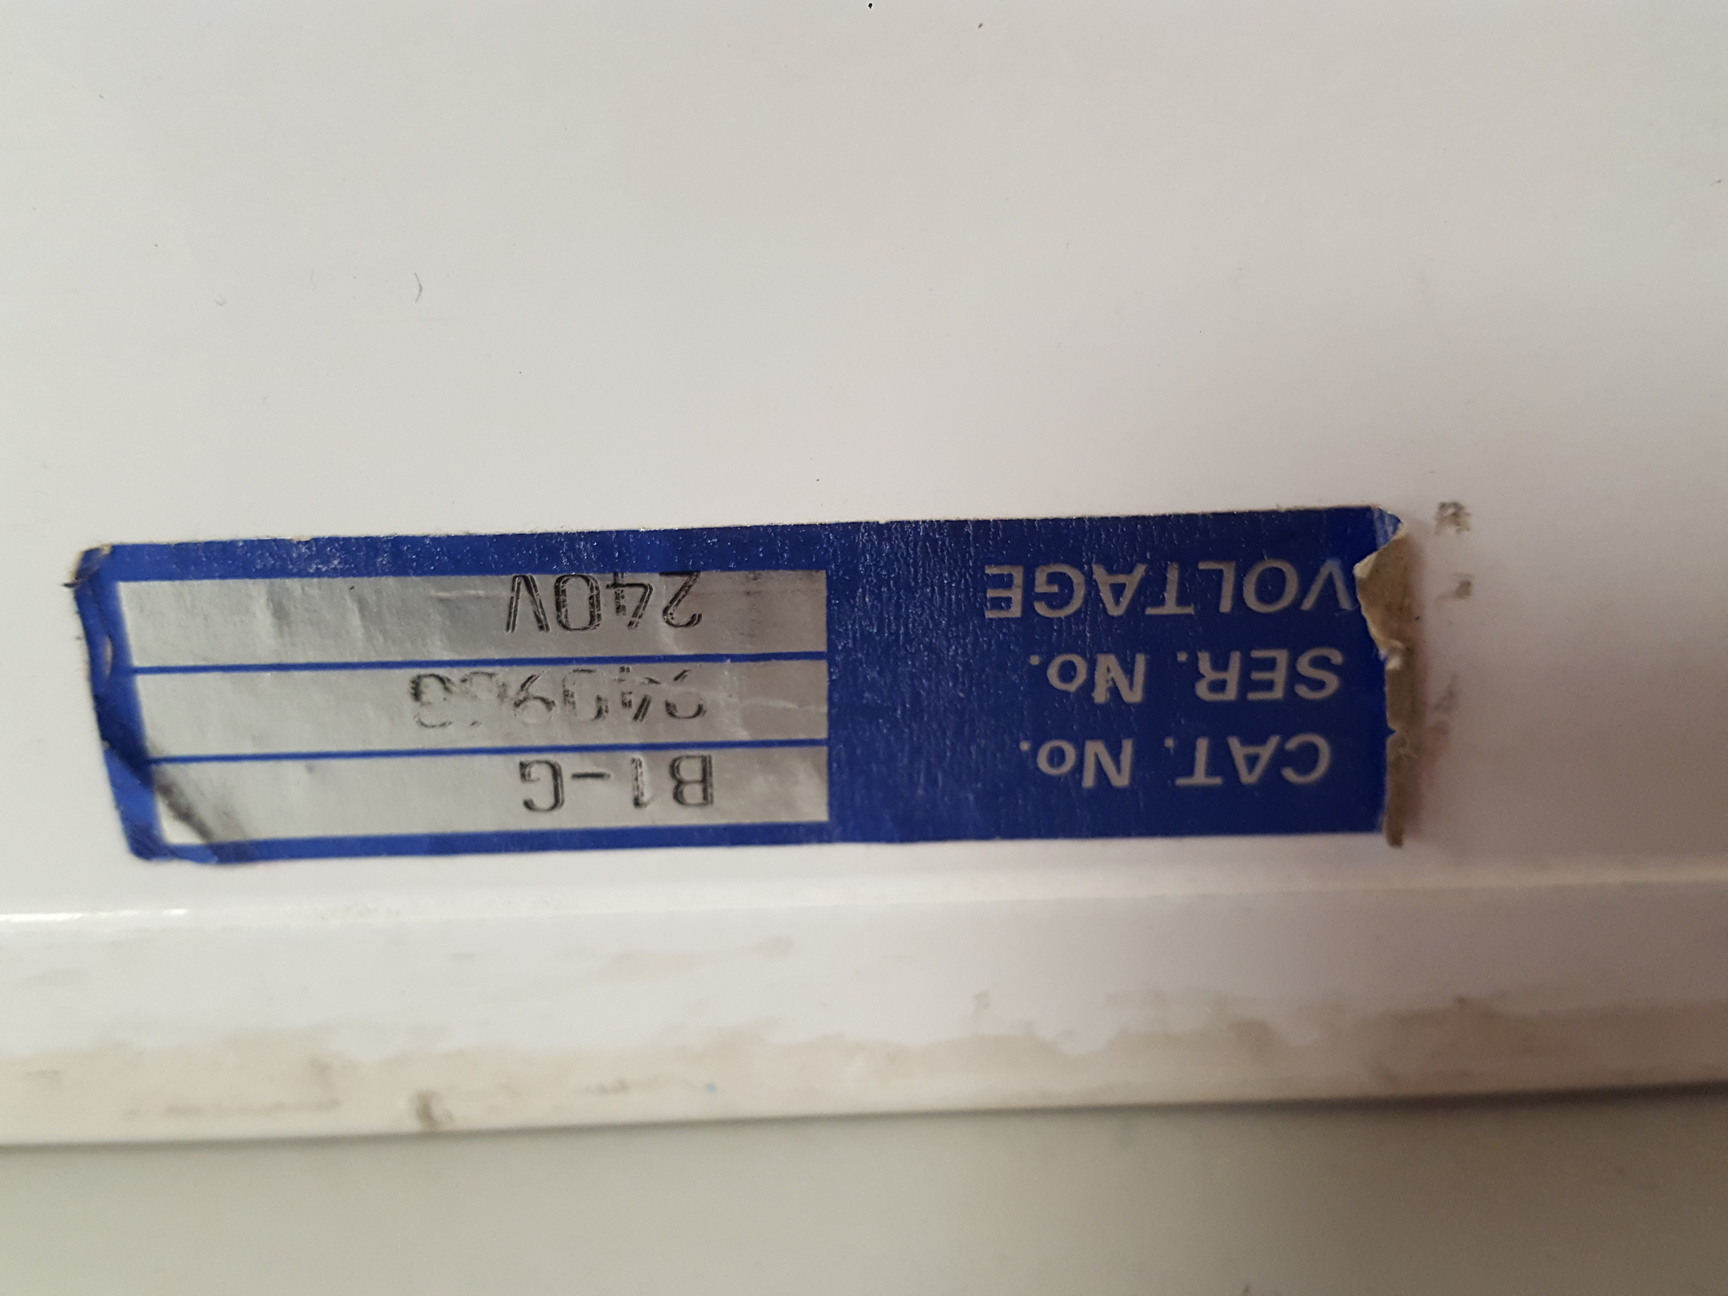 CAT. No. B1-G
SER. No.
VOLTAGE 240V